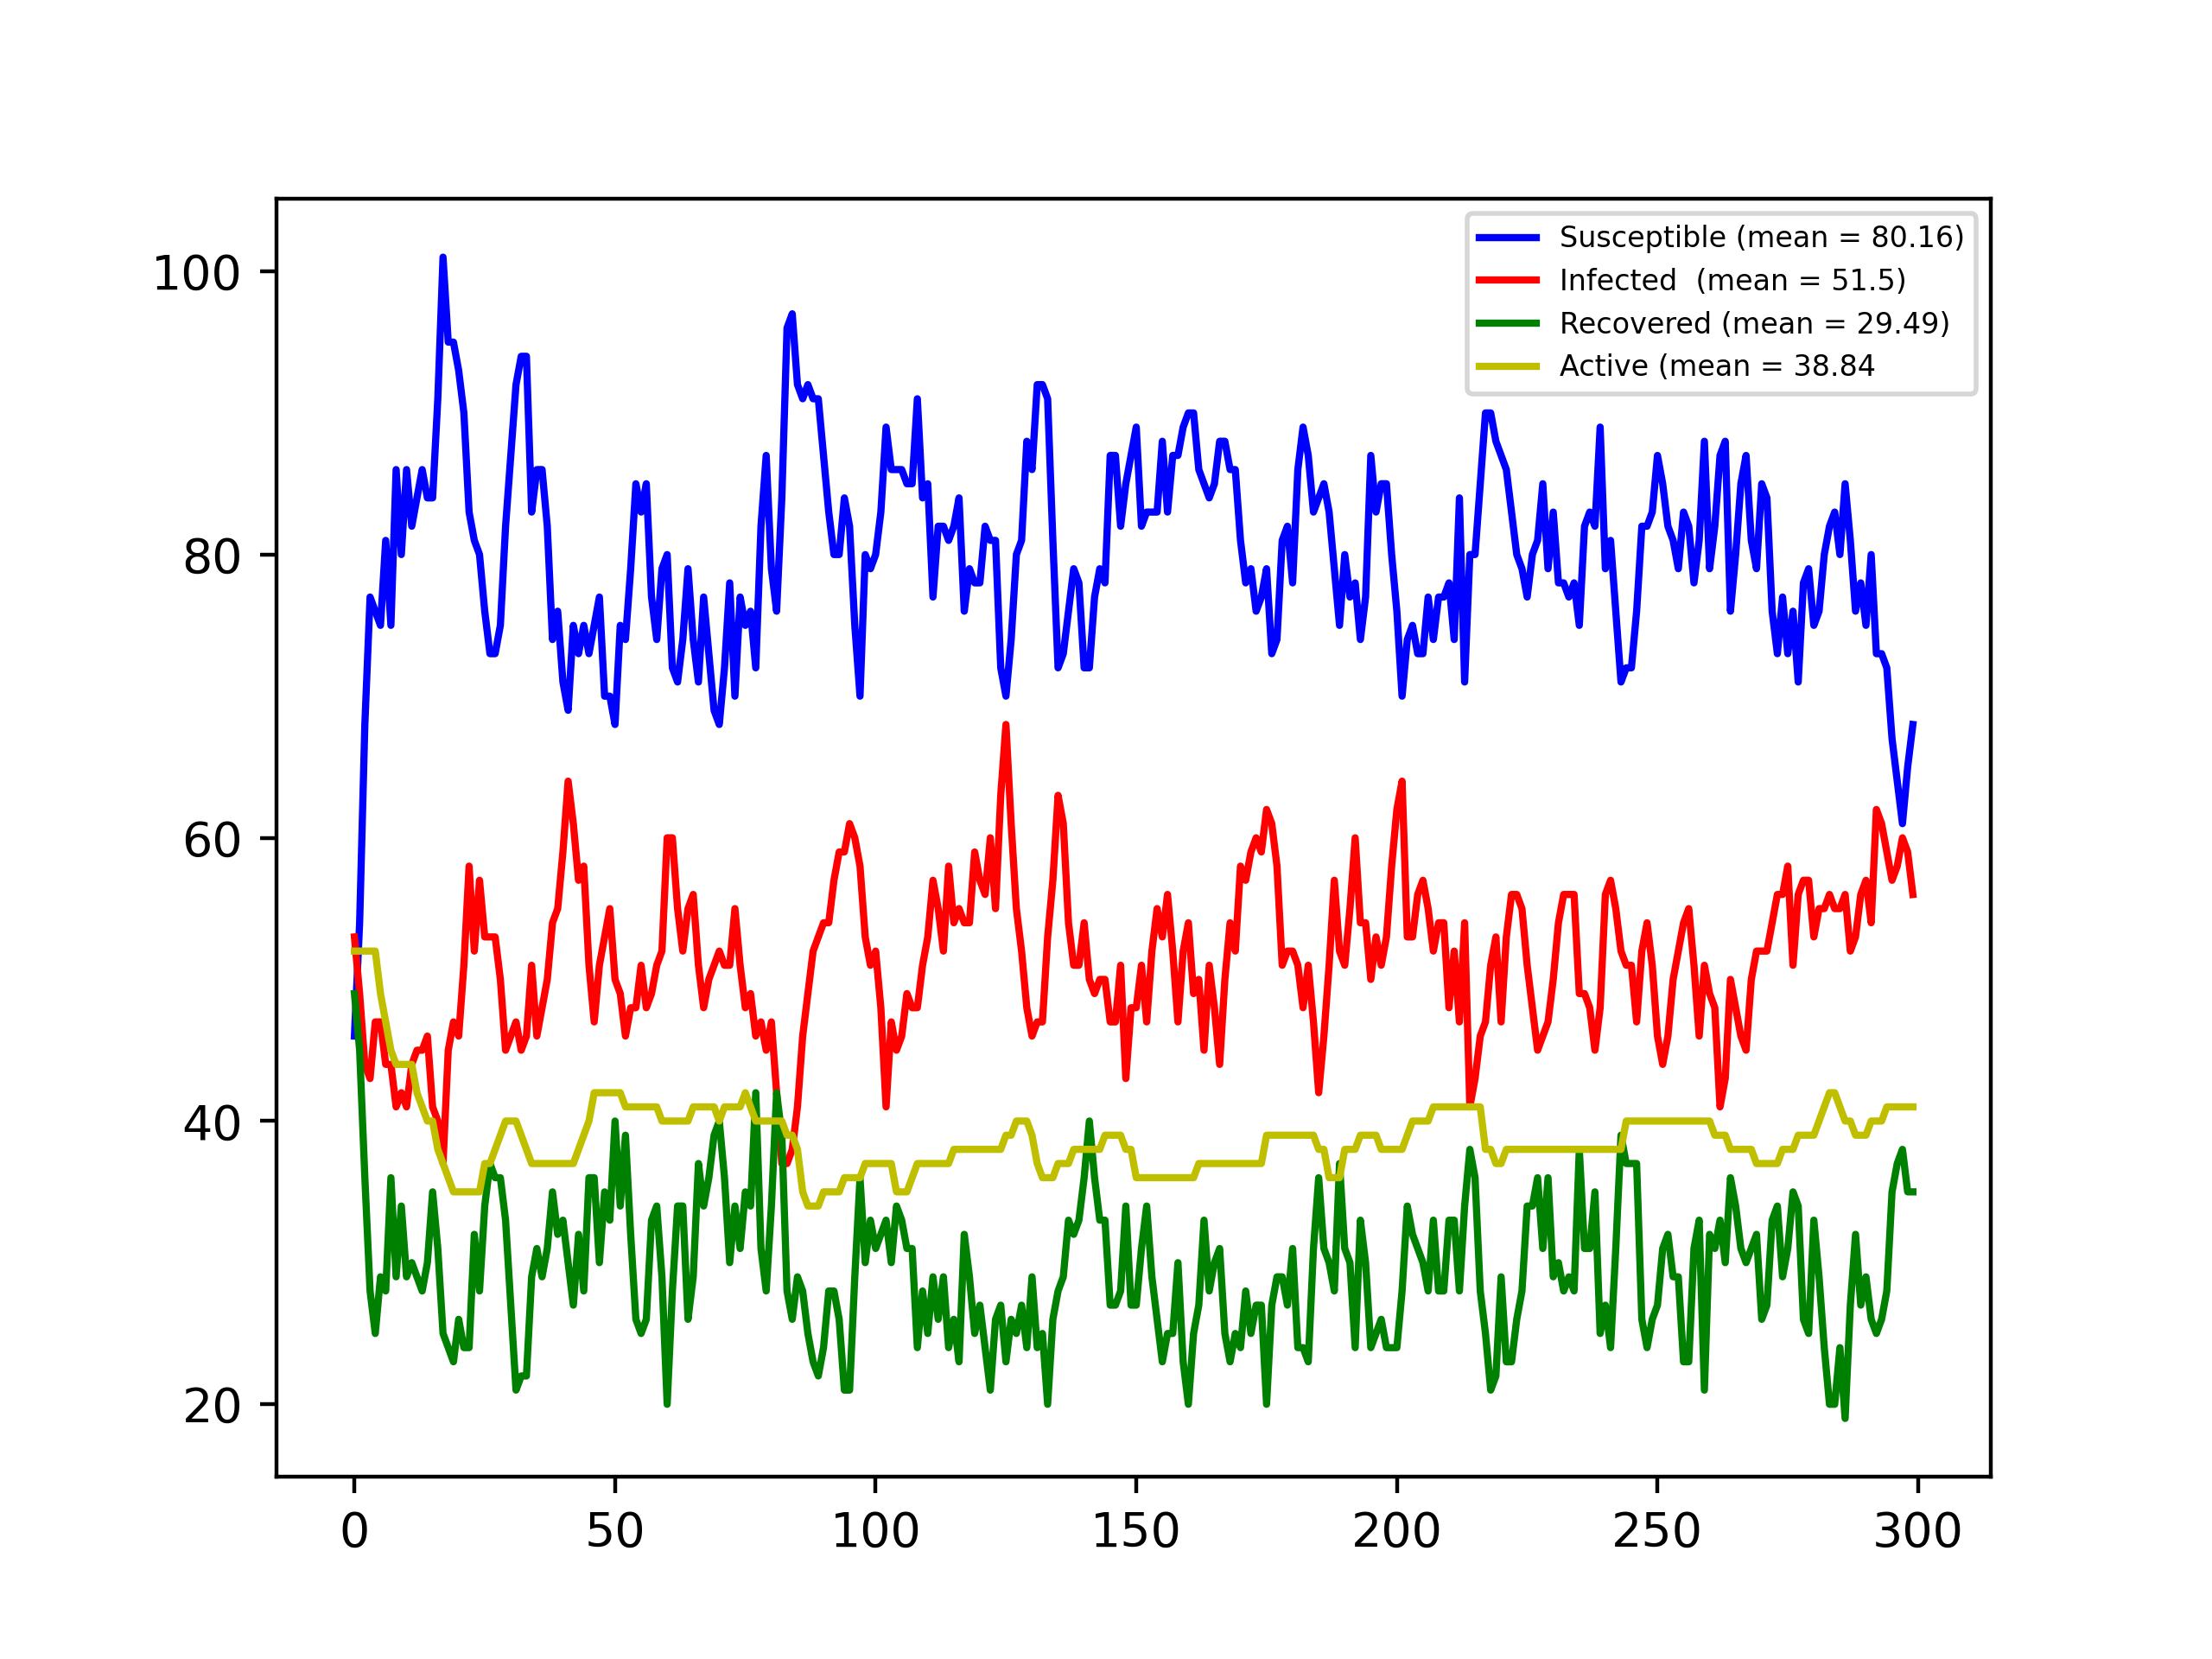 Susceptible (mean = 80.16)
Infected  (mean = 51.5)
Recovered (mean = 29.49)
Active (mean = 38.84
100
80
60
40
20
0 50 100 150 200 250 300